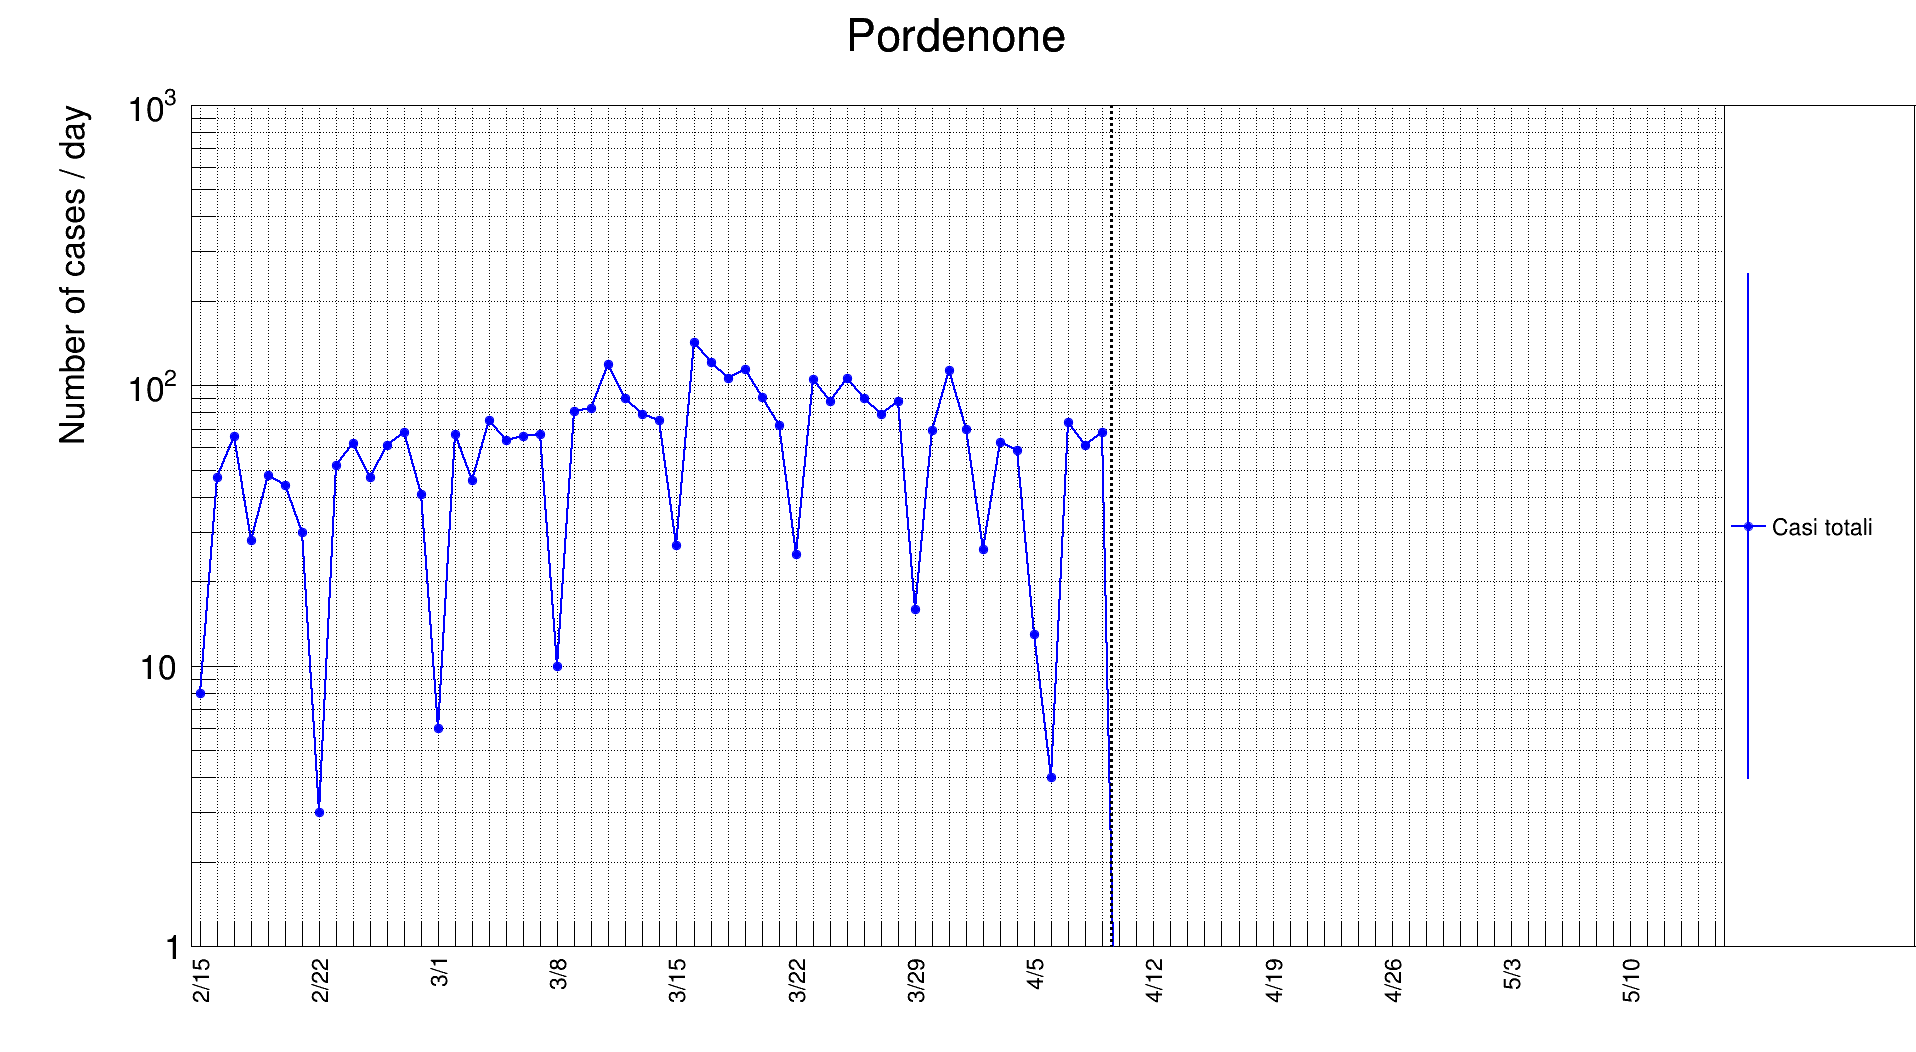 Pordenone
Number of cases / day
10³
10²
10
1
2/15 2/22 3/1 3/8 3/15 3/22 3/29 4/5 4/12 4/19 4/26 5/3 5/10
Casi totali